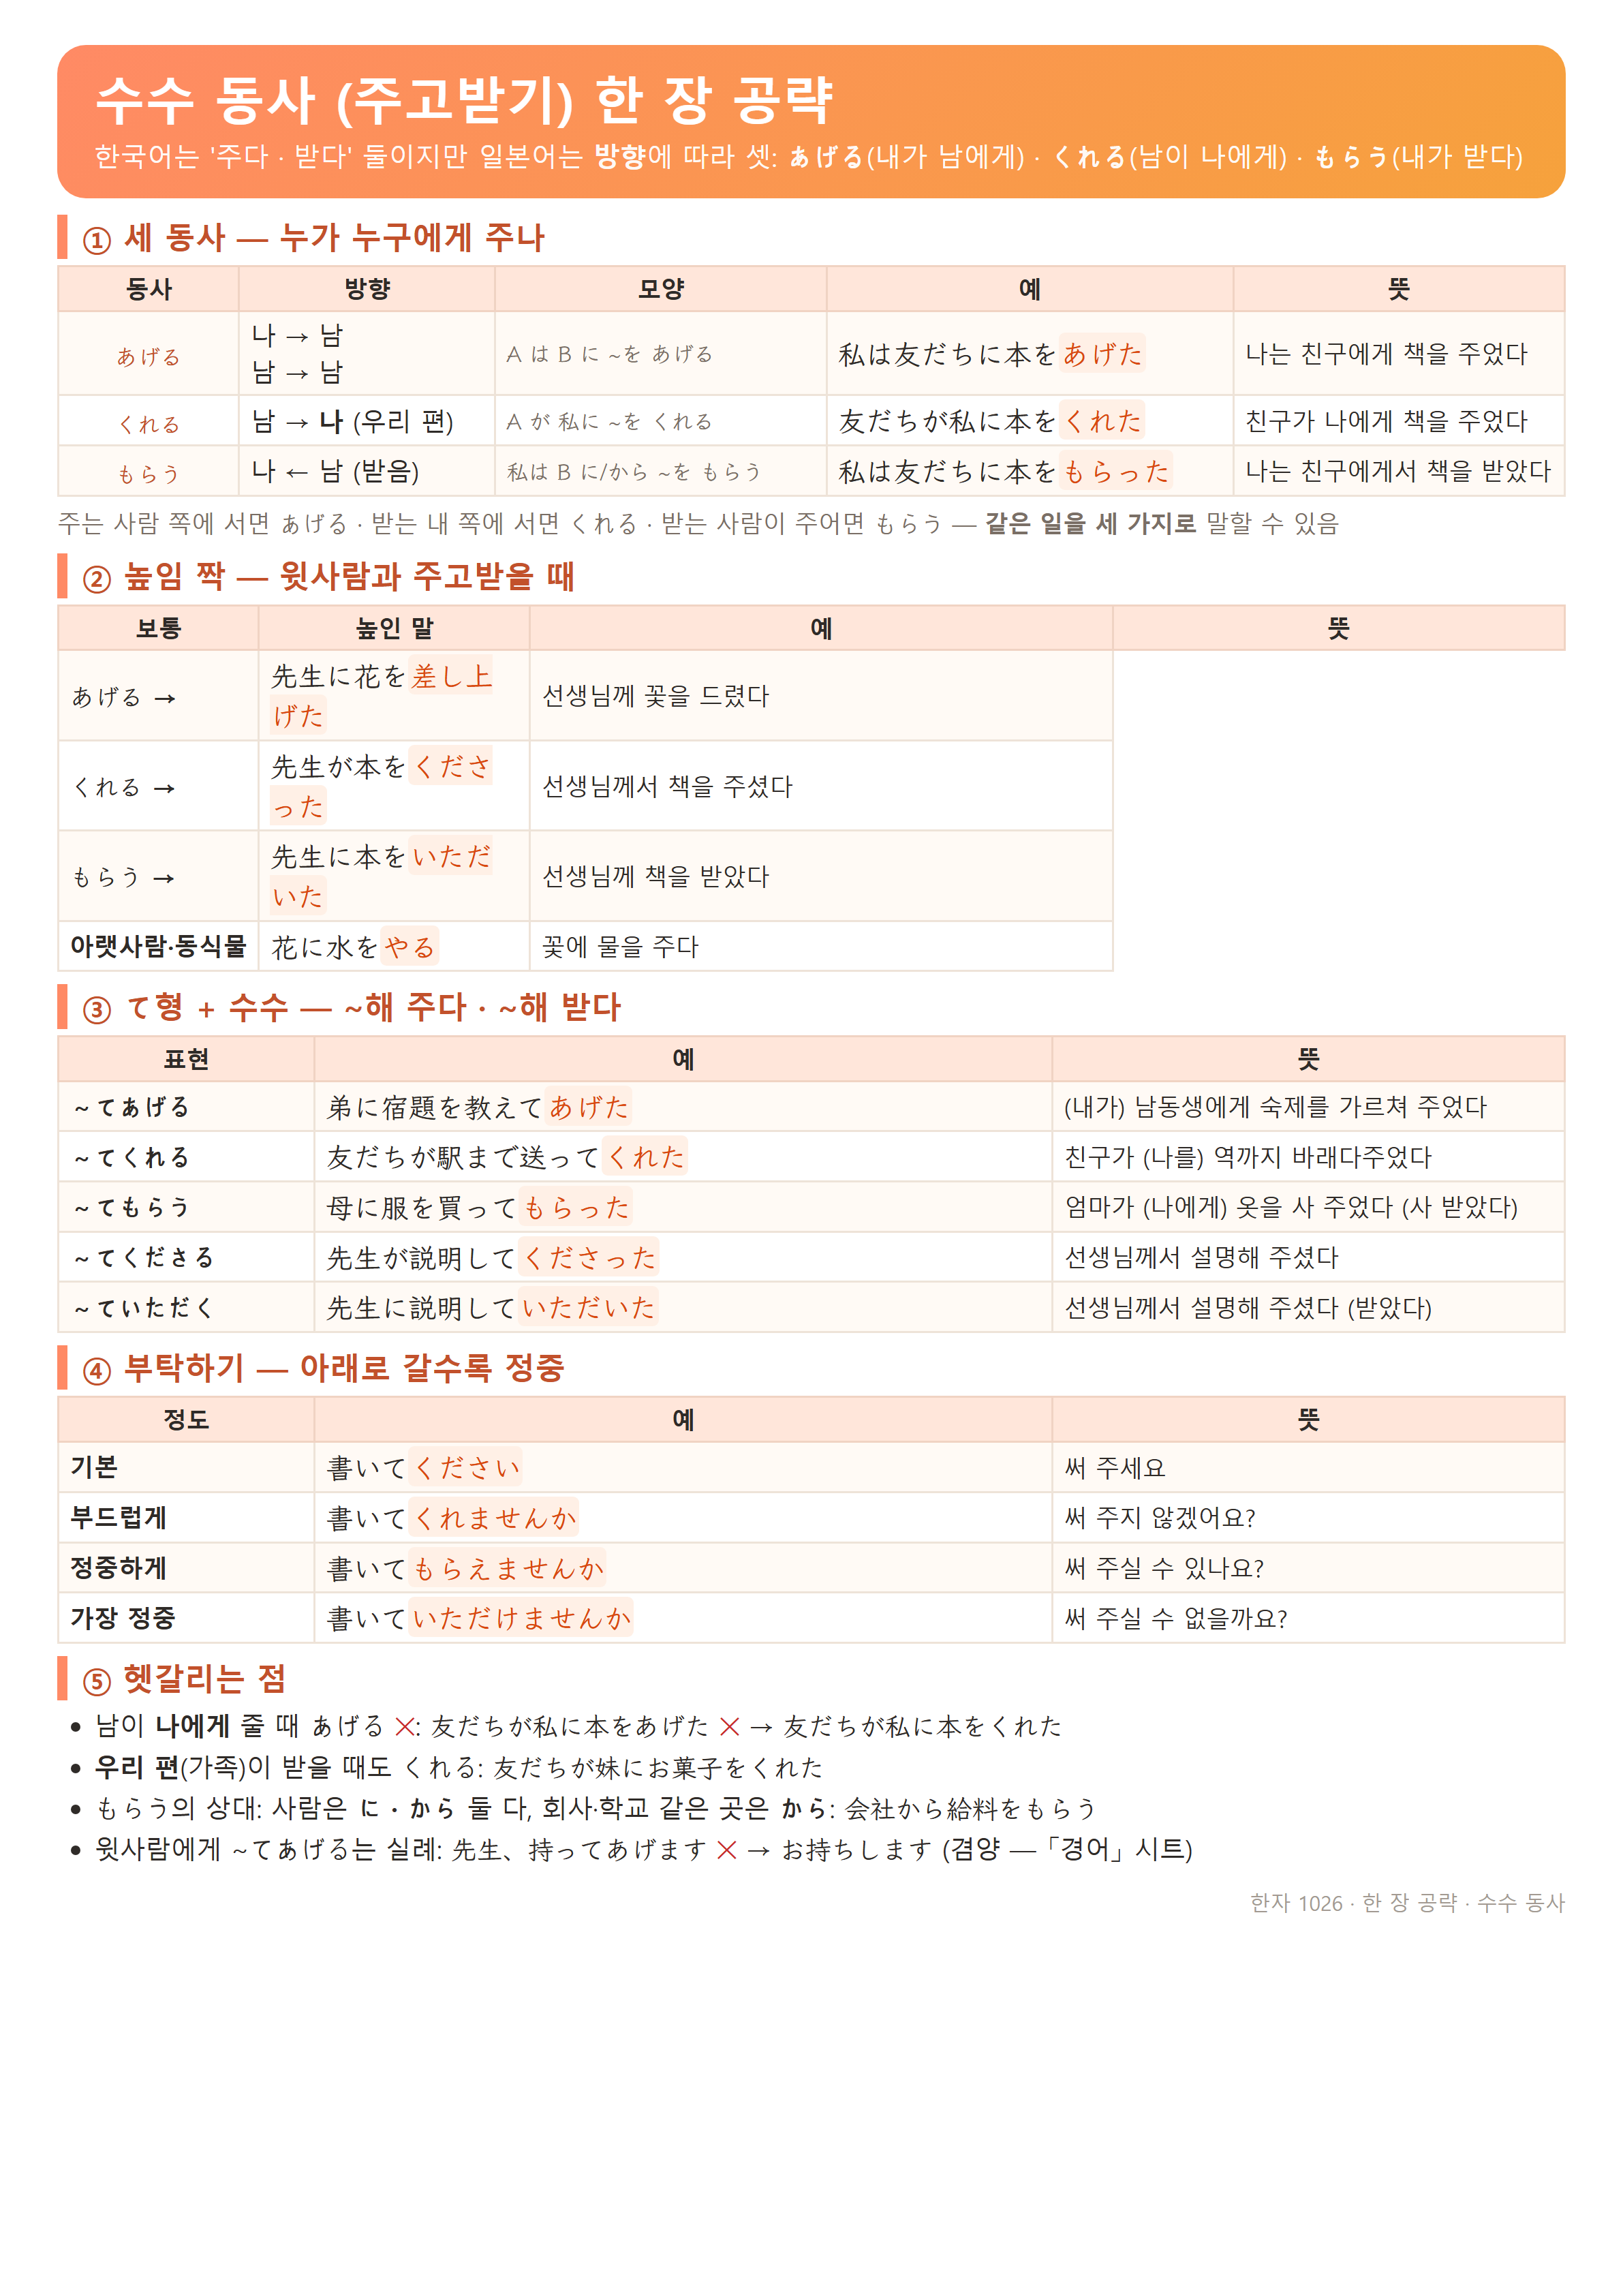 수수 동사 (주고받기) 한 장 공략
한국어는 '주다 · 받다' 둘이지만 일본어는 방향에 따라 셋: あげる(내가 남에게) · くれる(남이 나에게) · もらう(내가 받다)
① 세 동사 — 누가 누구에게 주나
동사 방향 모양 예 뜻
あげる 나 → 남 남 → 남 A は B に ~を あげる 私は友だちに本をあげた 나는 친구에게 책을 주었다
くれる 남 → 나 (우리 편) A が 私に ~を くれる 友だちが私に本をくれた 친구가 나에게 책을 주었다
もらう 나 ← 남 (받음) 私は B に/から ~を もらう 私は友だちに本をもらった 나는 친구에게서 책을 받았다
주는 사람 쪽에 서면 あげる · 받는 내 쪽에 서면 くれる · 받는 사람이 주어면 もらう — 같은 일을 세 가지로 말할 수 있음
② 높임 짝 — 윗사람과 주고받을 때
보통 높인 말 예 뜻
あげる → 先生に花を差し上げた 선생님께 꽃을 드렸다
くれる → 先生が本をくださった 선생님께서 책을 주셨다
もらう → 先生に本をいただいた 선생님께 책을 받았다
아랫사람·동식물 花に水をやる 꽃에 물을 주다
③ て형 + 수수 — ~해 주다 · ~해 받다
표현 예 뜻
~てあげる 弟に宿題を教えてあげた (내가) 남동생에게 숙제를 가르쳐 주었다
~てくれる 友だちが駅まで送ってくれた 친구가 (나를) 역까지 바래다주었다
~てもらう 母に服を買ってもらった 엄마가 (나에게) 옷을 사 주었다 (사 받았다)
~てくださる 先生が説明してくださった 선생님께서 설명해 주셨다
~ていただく 先生に説明していただいた 선생님께서 설명해 주셨다 (받았다)
④ 부탁하기 — 아래로 갈수록 정중
정도 예 뜻
기본 書いてください 써 주세요
부드럽게 書いてくれませんか 써 주지 않겠어요?
정중하게 書いてもらえませんか 써 주실 수 있나요?
가장 정중 書いていただけませんか 써 주실 수 없을까요?
⑤ 헷갈리는 점
• 남이 나에게 줄 때 あげる ✕: 友だちが私に本をあげた ✕ → 友だちが私に本をくれた
• 우리 편(가족)이 받을 때도 くれる: 友だちが妹にお菓子をくれた
• もらう의 상대: 사람은 に · から 둘 다, 회사·학교 같은 곳은 から: 会社から給料をもらう
• 윗사람에게 ~てあげる는 실례: 先生、持ってあげます ✕ → お持ちします (겸양 —「경어」시트)
한자 1026 · 한 장 공략 · 수수 동사